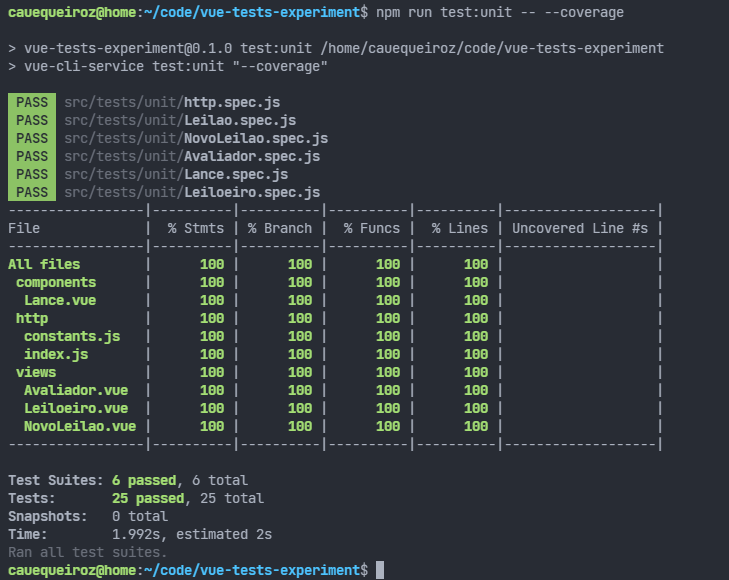 cauequeiroz@home:~/code/vue-tests-experiment$ npm run test:unit -- --coverage
> vue-tests-experiment@0.1.0 test:unit /home/cauequeiroz/code/vue-tests-experiment
> vue-cli-service test:unit "--coverage"
PASS src/tests/unit/http.spec.js
PASS src/tests/unit/Leilao.spec.js
PASS src/tests/unit/NovoLeilao.spec.js
PASS src/tests/unit/Avaliador.spec.js
PASS src/tests/unit/Lance.spec.js
PASS src/tests/unit/Leiloeiro.spec.js
-----------------|----------|----------|----------|----------|-------------------|
File             |  % Stmts | % Branch |  % Funcs |  % Lines | Uncovered Line #s |
-----------------|----------|----------|----------|----------|-------------------|
All files        |      100 |      100 |      100 |      100 |                   |
 components      |      100 |      100 |      100 |      100 |                   |
  Lance.vue      |      100 |      100 |      100 |      100 |                   |
 http            |      100 |      100 |      100 |      100 |                   |
  constants.js   |      100 |      100 |      100 |      100 |                   |
  index.js       |      100 |      100 |      100 |      100 |                   |
 views           |      100 |      100 |      100 |      100 |                   |
  Avaliador.vue  |      100 |      100 |      100 |      100 |                   |
  Leiloeiro.vue  |      100 |      100 |      100 |      100 |                   |
  NovoLeilao.vue |      100 |      100 |      100 |      100 |                   |
-----------------|----------|----------|----------|----------|-------------------|
Test Suites: 6 passed, 6 total
Tests:       25 passed, 25 total
Snapshots:   0 total
Time:        1.992s, estimated 2s
Ran all test suites.
cauequeiroz@home:~/code/vue-tests-experiment$